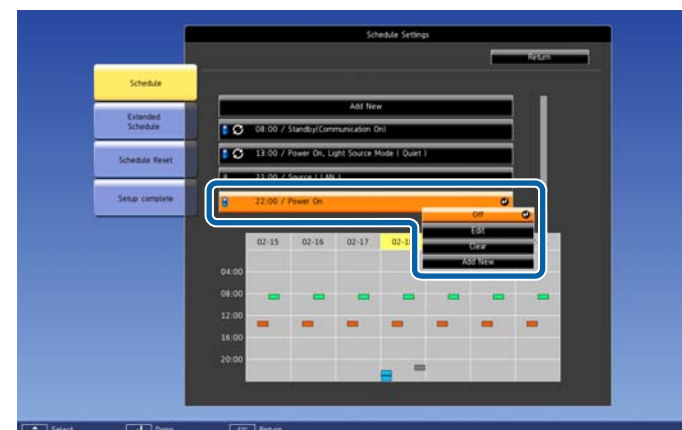 Schedule Settings
Return
Schedule
Extended
Schedule
Schedule Reset
Setup complete
Add New
08:00 / Standby(Communication On)
13:00 / Power On, Light Source Mode ( Quiet )
21:00 / Source ( LAN )
22:00 / Power On
Off
Edit
Clear
Add New
02-15 02-16 02-17
04:00
08:00
12:00
16:00
20:00
Select Done Return